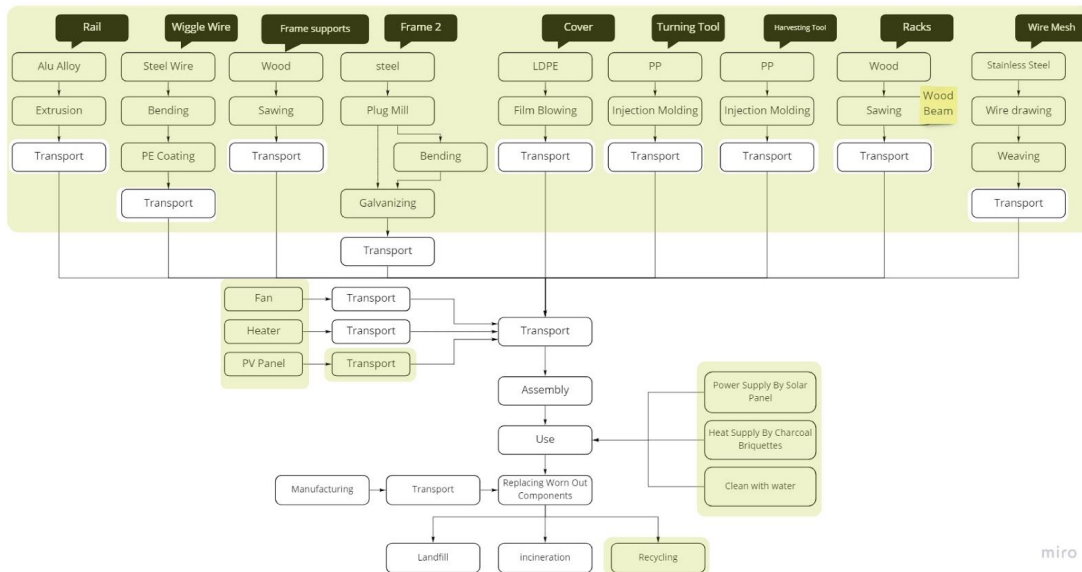 Rail
Wiggle Wire
Frame supports
Frame 2
Cover
Turning Tool
Harvesting Tool
Racks
Wire Mesh
Alu Alloy
Steel Wire
Wood
steel
LDPE
PP
PP
Wood
Stainless Steel
Extrusion
Bending
Sawing
Plug Mill
Film Blowing
Injection Molding
Injection Molding
Sawing
Wood
Beam
Wire drawing
Transport
PE Coating
Transport
Bending
Transport
Transport
Transport
Transport
Weaving
Transport
Galvanizing
Transport
Transport
Fan
Transport
Heater
Transport
Transport
PV Panel
Transport
Assembly
Power Supply By Solar
Panel
Use
Heat Supply By Charcoal
Briquettes
Clean with water
Manufacturing
Transport
Replacing Worn Out
Components
Landfill
incineration
Recycling
miro